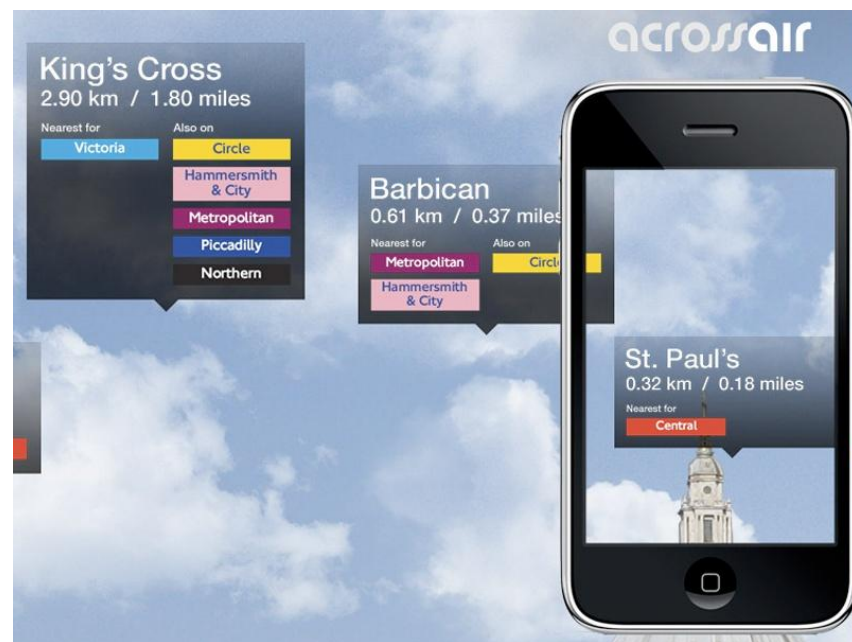 acrossair
King's Cross
2.90 km / 1.80 miles
Nearest for
Also on
Victoria
Circle
Hammersmith
& City
Metropolitan
Piccadilly
Northern
Barbican
0.61 km / 0.37 miles
Nearest for
Also on
Metropolitan
Circle
Hammersmith
& City
St. Paul's
0.32 km / 0.18 miles
Nearest for
Central